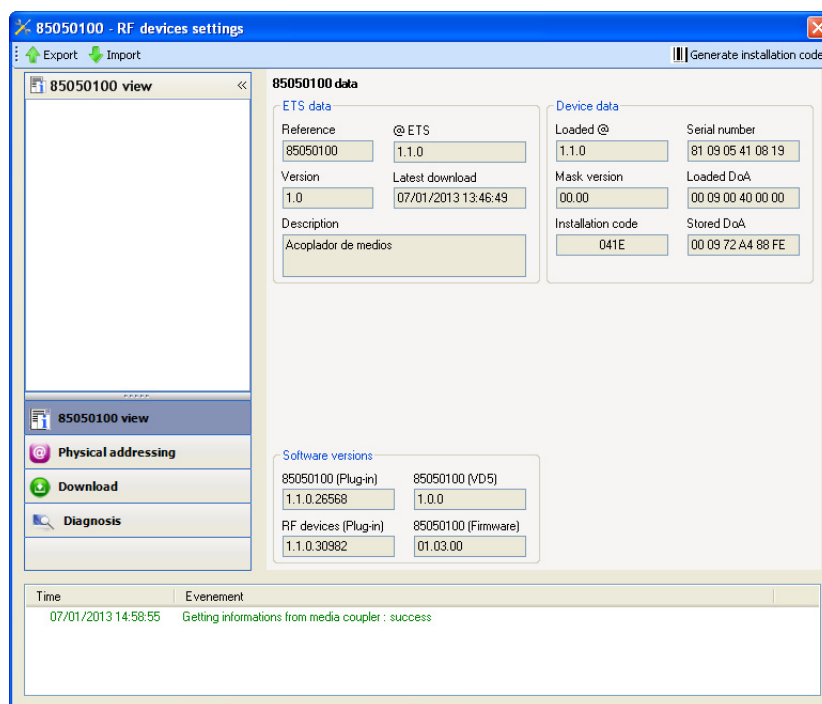 85050100 - RF devices settings
Export Import Generate installation code
85050100 view «
85050100 data
ETS data
Reference @ ETS
85050100 1.1.0
Version Latest download
1.0 07/01/2013 13:46:49
Description
Acoplador de medios
Device data
Loaded @ Serial number
1.1.0 81 09 05 41 08 19
Mask version Loaded DoA
00.00 00 09 00 40 00 00
Installation code Stored DoA
041E 00 09 72 A4 88 FE
85050100 view
Physical addressing
Download
Diagnosis
Software versions
85050100 (Plug-in) 85050100 (VD5)
1.1.0.26568 1.0.0
RF devices (Plug-in) 85050100 (Firmware)
1.1.0.30982 01.03.00
Time Evenement
07/01/2013 14:58:55 Getting informations from media coupler : success